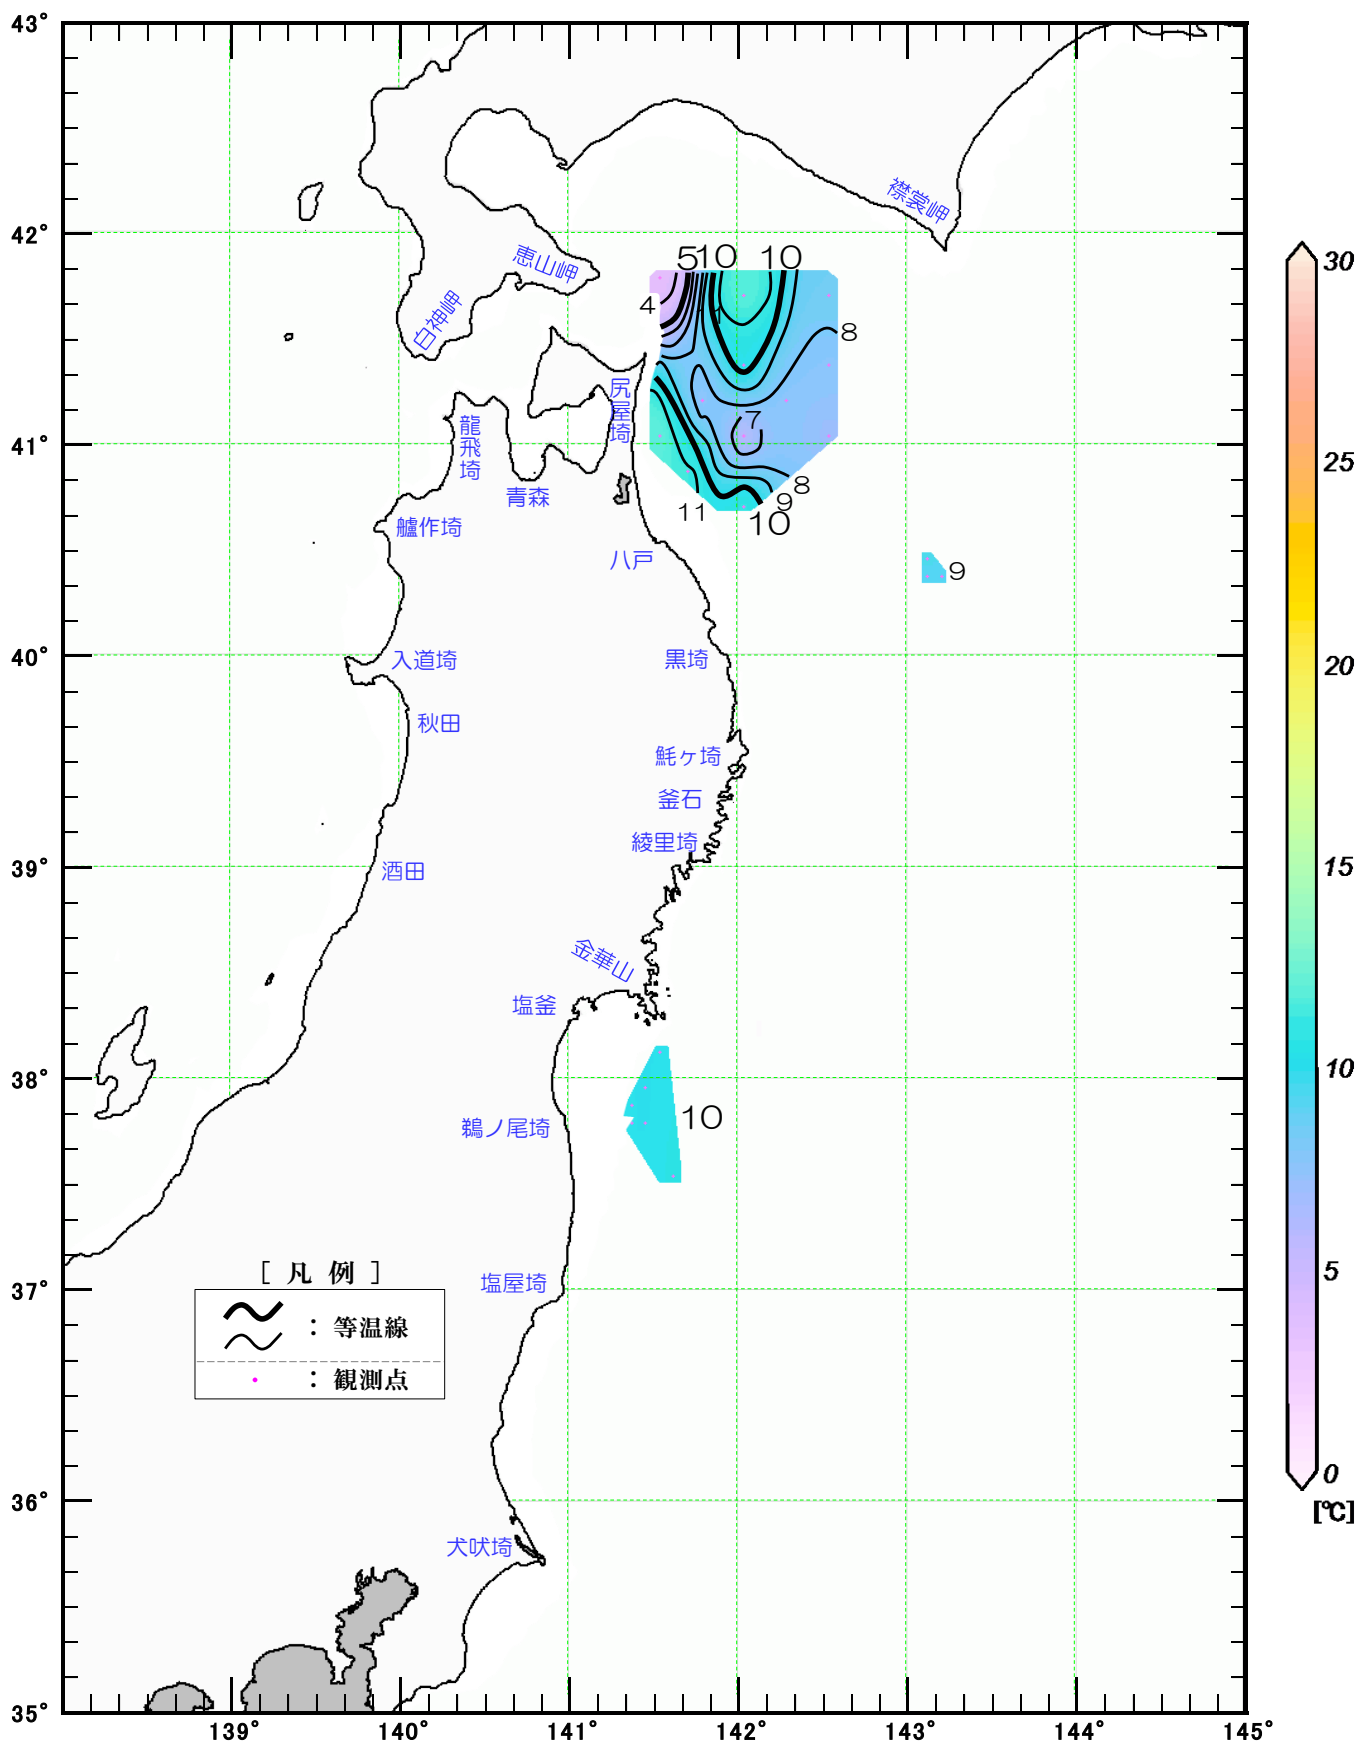 43°
襟裳岬
42°
恵山岬
5 10 10
30
白神岬
4
1
8
尻屋埼
龍飛埼
7
41°
25
青森
8
9
11
10
艫作埼
八戸
9
40°
入道埼
黒埼
20
秋田
魹ヶ埼
釜石
綾里埼
39°
酒田
15
金華山
塩釜
38°
10
10
鵜ノ尾埼
[ 凡 例 ]
5
37°
塩屋埼
: 等温線
: 観測点
0
36°
[℃]
犬吠埼
35°
139° 140° 141° 142° 143° 144° 145°